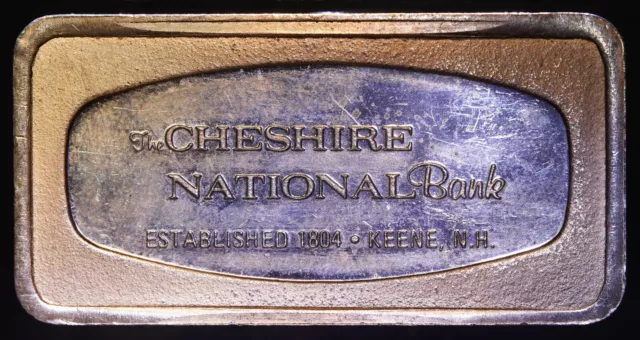 The CHESHIRE
NATIONAL Bank
ESTABLISHED 1804 • KEENE, N.H.